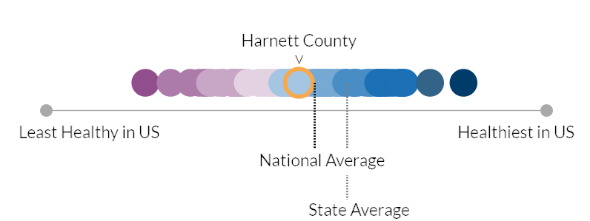 Harnett County
Least Healthy in US
Healthiest in US
National Average
State Average